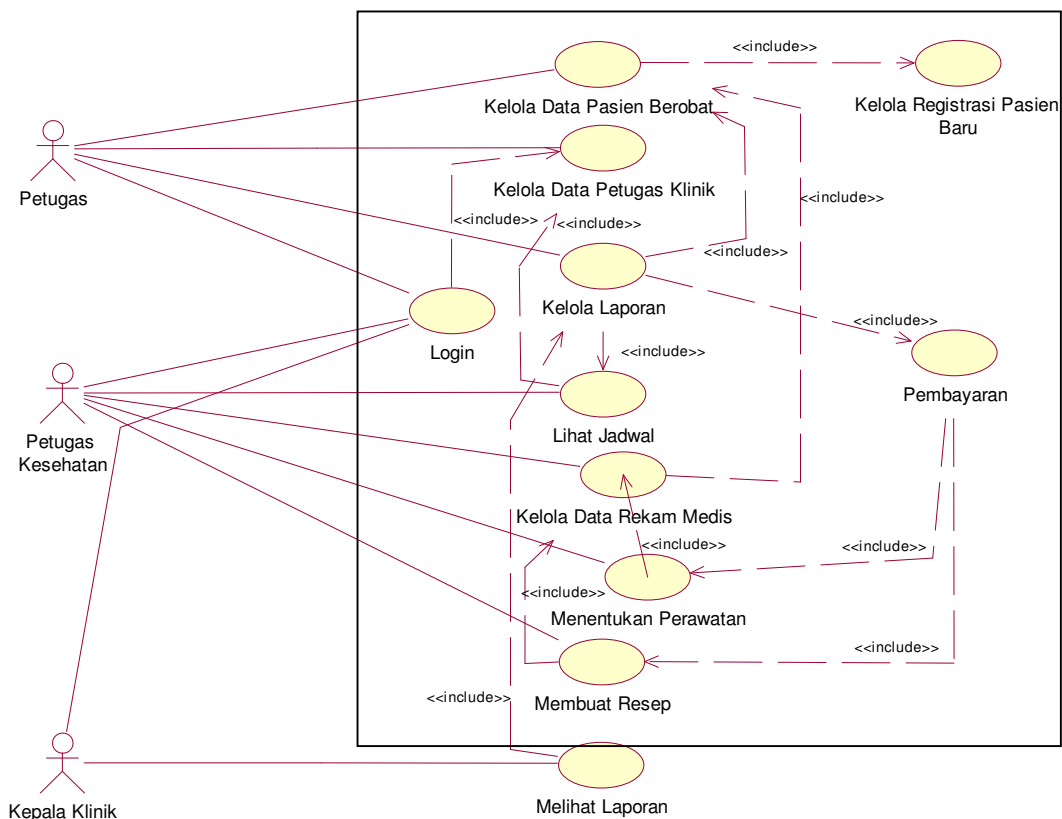 <<include>>
Kelola Data Pasien Berobat
Kelola Registrasi Pasien
Baru
Petugas
Kelola Data Petugas Klinik
<<include>>
<<include>>
<<include>>
<<include>>
Kelola Laporan
<<include>>
Login
<<include>>
Pembayaran
Petugas
Kesehatan
Lihat Jadwal
Kelola Data Rekam Medis
<<include>>
<<include>>
<<include>>
Menentukan Perawatan
<<include>>
Membuat Resep
<<include>>
Melihat Laporan
Kepala Klinik